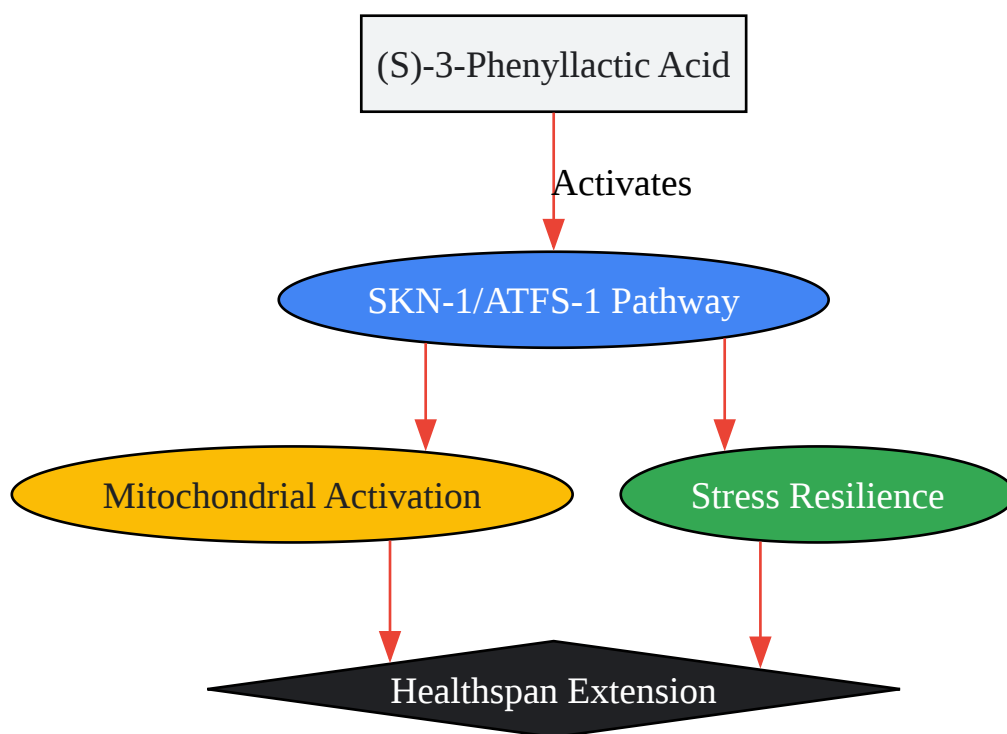 (S)-3-Phenyllactic Acid
Activates
SKN-1/ATFS-1 Pathway
Mitochondrial Activation
Stress Resilience
Healthspan Extension